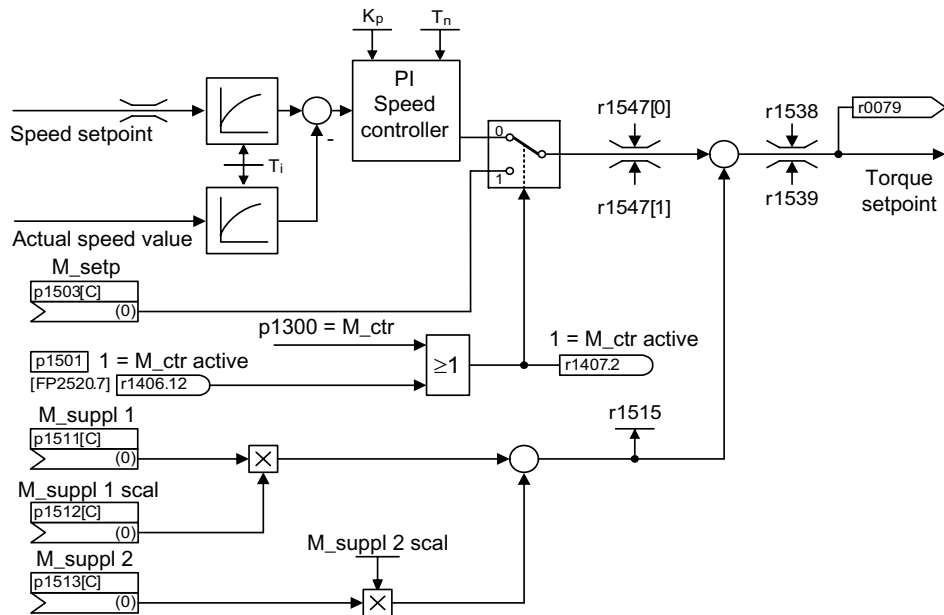 Kp Tn
PI
Speed
controller
Speed setpoint
-
Ti
Actual speed value
0
1
r1547[0]
r1547[1]
r1538
r1539
r0079
Torque
setpoint
M_setp
p1503[C]
(0)
p1300 = M_ctr
≥1
1 = M_ctr active
r1407.2
p1501 1 = M_ctr active
[FP2520.7] r1406.12
M_suppl 1
p1511[C]
(0)
×
r1515
M_suppl 1 scal
p1512[C]
(0)
M_suppl 2 scal
M_suppl 2
p1513[C]
(0)
×